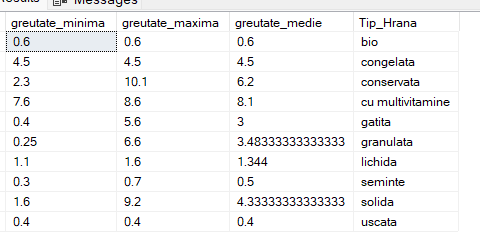 Messages
greutate_minima greutate_maxima greutate_medie Tip_Hrana
0.6 0.6 0.6 bio
4.5 4.5 4.5 congelata
2.3 10.1 6.2 conservata
7.6 8.6 8.1 cu multivitamine
0.4 5.6 3 gatita
0.25 6.6 3.48333333333333 granulata
1.1 1.6 1.344 lichida
0.3 0.7 0.5 seminte
1.6 9.2 4.33333333333333 solida
0.4 0.4 0.4 uscata